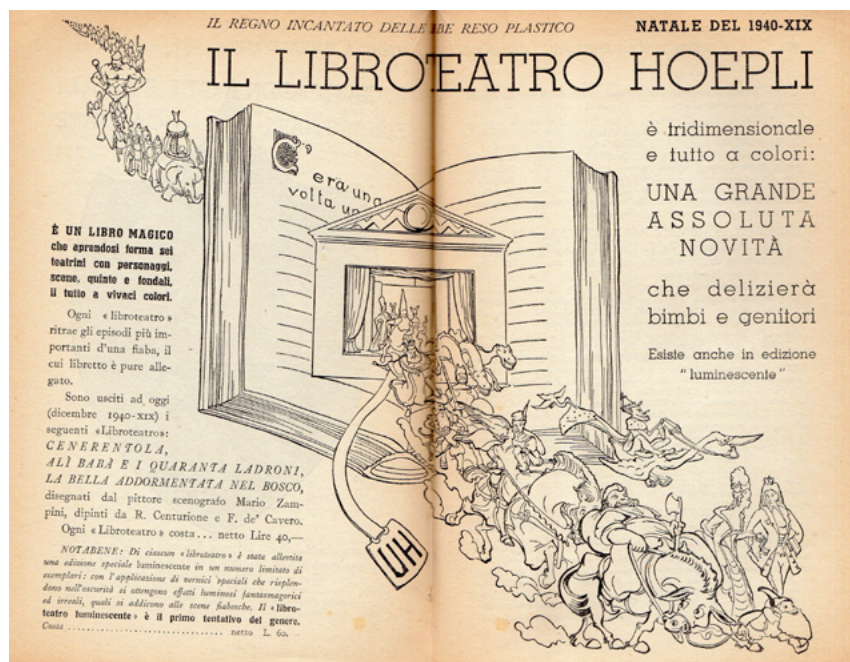 IL REGNO INCANTATO DELLE BE RESO PLASTICO
NATALE DEL 1940-XIX
IL LIBROTEATRO HOEPLI
è tridimensionale
e tutto a colori:
UNA GRANDE
ASSOLUTA
NOVITÀ
che delizierà
bimbi e genitori
Esiste anche in edizione
"luminescente"
C'era una
volta un
È UN LIBRO MAGICO
che aprendosi forma sei
teatrini con personaggi,
scene, quinte e fondali,
il tutto a vivaci colori.
Ogni «libroteatro»
ritrae gli episodi più im-
portanti d'una fiaba, il
cui libretto è pure alle-
gato.
Sono usciti ad oggi
(dicembre 1940-XIX) i
seguenti «Libroteatro»:
CENERENTOLA,
ALÌ BABÀ E I QUARANTA LADRONI,
LA BELLA ADDORMENTATA NEL BOSCO,
disegnati dal pittore scenografo Mario Zam-
pini, dipinti da R. Centurione e F. de' Cavero.
Ogni «Libroteatro» costa... netto Lire 40,—
NOTABENE: Di ciascun «libroteatro» è stata allestita
una edizione speciale luminescente in un numero limitato di
esemplari: con l'applicazione di vernici speciali che risplen-
dono nell'oscurità si ottengono effetti luminosi fantasmagorici
ed irreali, quali si addicono alle scene fiabesche. Il «libro-
teatro luminescente» è il primo tentativo del genere.
Costa .................................. netto L. 60.
UH